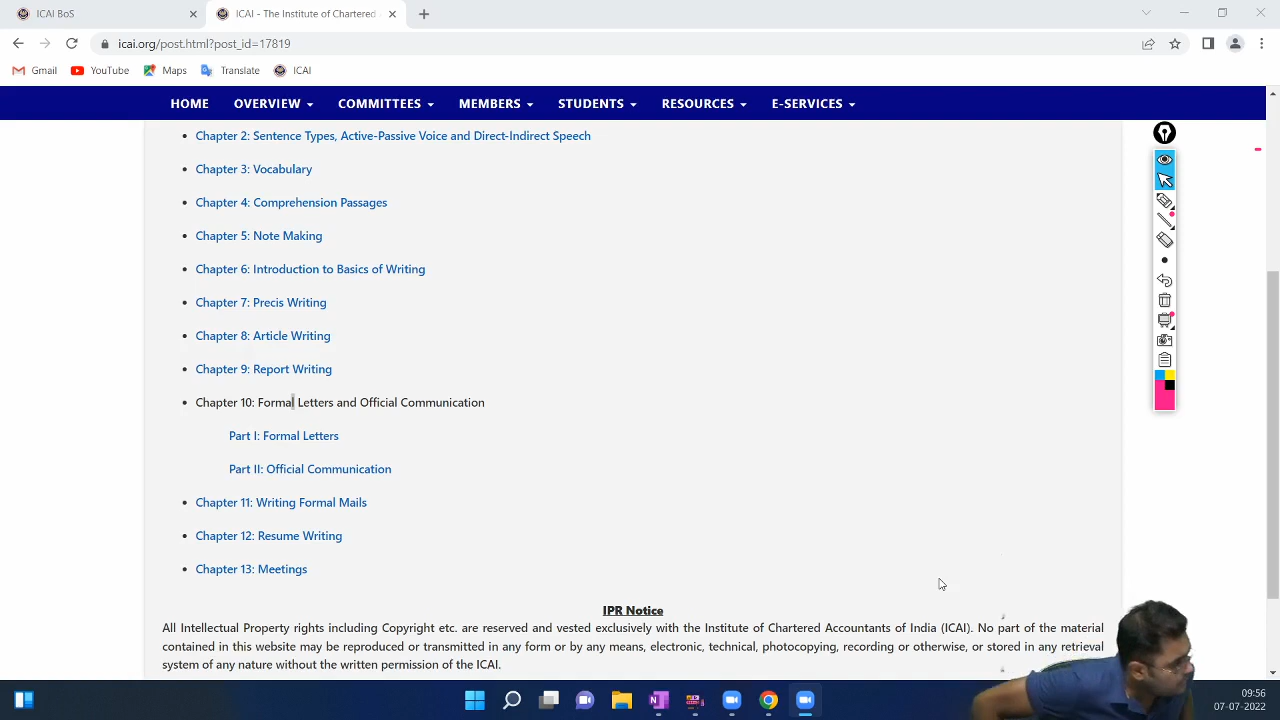 ICAI BoS
ICAI - The Institute of Chartered
icai.org/post.html?post_id=17819
Gmail
YouTube
Maps
Translate
ICAI
HOME
OVERVIEW
COMMITTEES
MEMBERS
STUDENTS
RESOURCES
E-SERVICES
Chapter 2: Sentence Types, Active-Passive Voice and Direct-Indirect Speech
Chapter 3: Vocabulary
Chapter 4: Comprehension Passages
Chapter 5: Note Making
Chapter 6: Introduction to Basics of Writing
Chapter 7: Precis Writing
Chapter 8: Article Writing
Chapter 9: Report Writing
Chapter 10: Formal Letters and Official Communication
Part I: Formal Letters
Part II: Official Communication
Chapter 11: Writing Formal Mails
Chapter 12: Resume Writing
Chapter 13: Meetings
IPR Notice
All Intellectual Property rights including Copyright etc. are reserved and vested exclusively with the Institute of Chartered Accountants of India (ICAI). No part of the material
contained in this website may be reproduced or transmitted in any form or by any means, electronic, technical, photocopying, recording or otherwise, or stored in any retrieval
system of any nature without the written permission of the ICAI.
09:56
07-07-2022